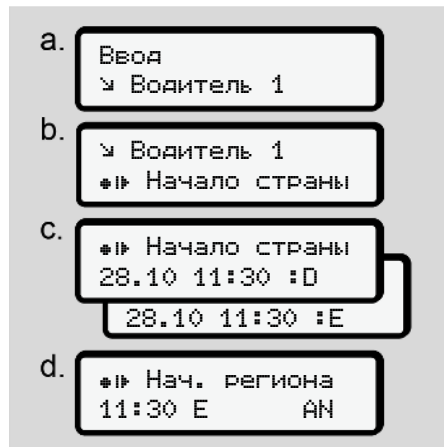 a.
Ввод
↘ Водитель 1
b.
↘ Водитель 1
●I▶ Начало страны
c.
●I▶ Начало страны
28.10 11:30 :D
28.10 11:30 :E
d.
●I▶ Нач. региона
11:30 E AN